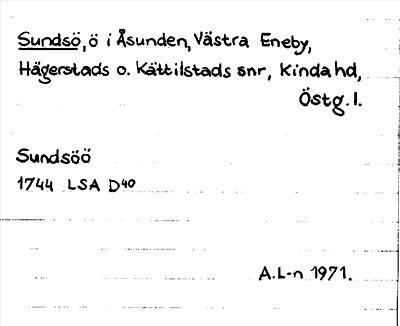 Sundsö, ö i Åsunden, Västra Eneby,
Hägerstads o. Kättilstads snr, Kinda hd,
Östg. l.
Sundsöö
1744 LSA D40
A.L-n 1971.